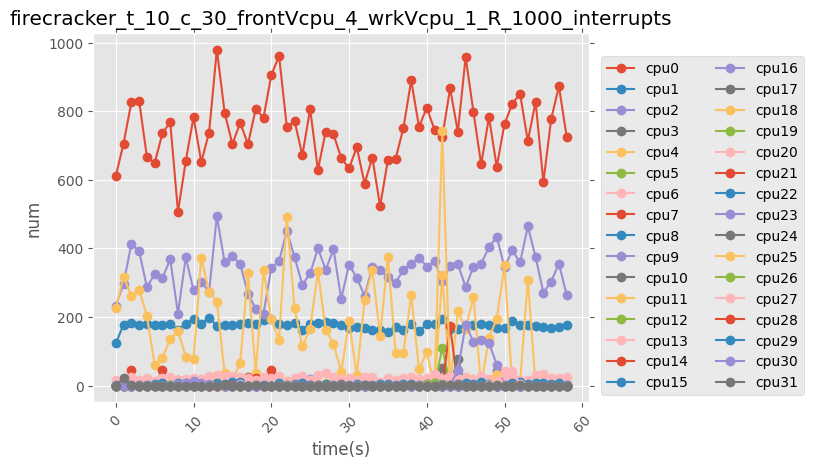 firecracker_t_10_c_30_frontVcpu_4_wrkVcpu_1_R_1000_interrupts
1000
800
600
400
200
0
num
0
10
20
30
40
50
60
time(s)
cpu0
cpu1
cpu2
cpu3
cpu4
cpu5
cpu6
cpu7
cpu8
cpu9
cpu10
cpu11
cpu12
cpu13
cpu14
cpu15
cpu16
cpu17
cpu18
cpu19
cpu20
cpu21
cpu22
cpu23
cpu24
cpu25
cpu26
cpu27
cpu28
cpu29
cpu30
cpu31